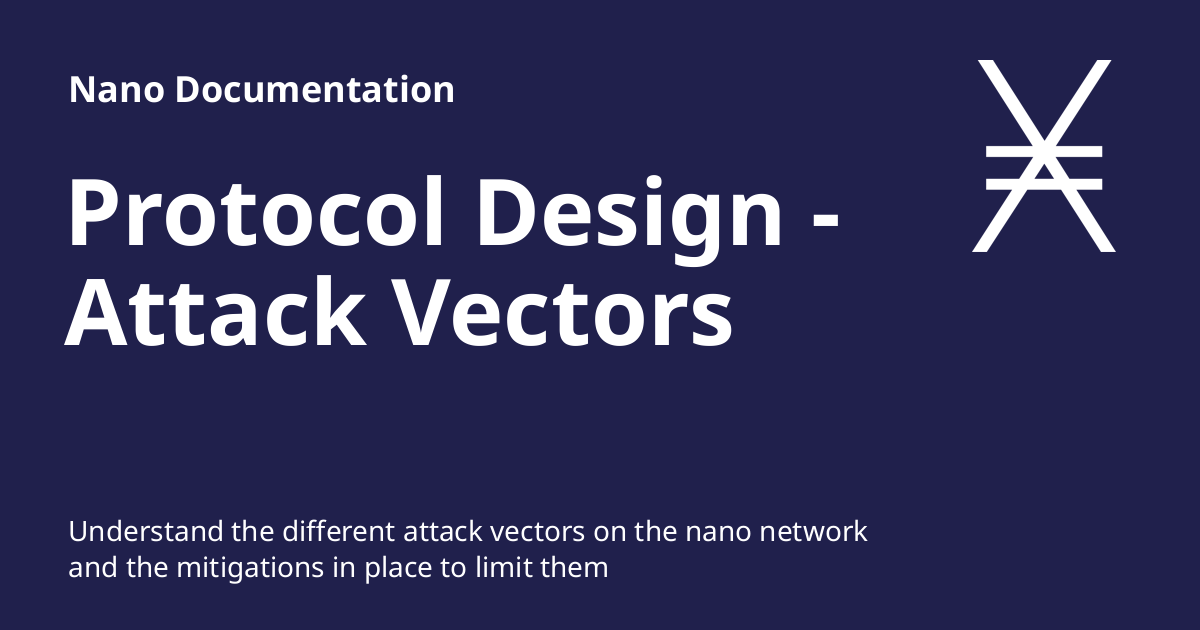 Nano Documentation
Protocol Design -
Attack Vectors
Understand the different attack vectors on the nano network
and the mitigations in place to limit them